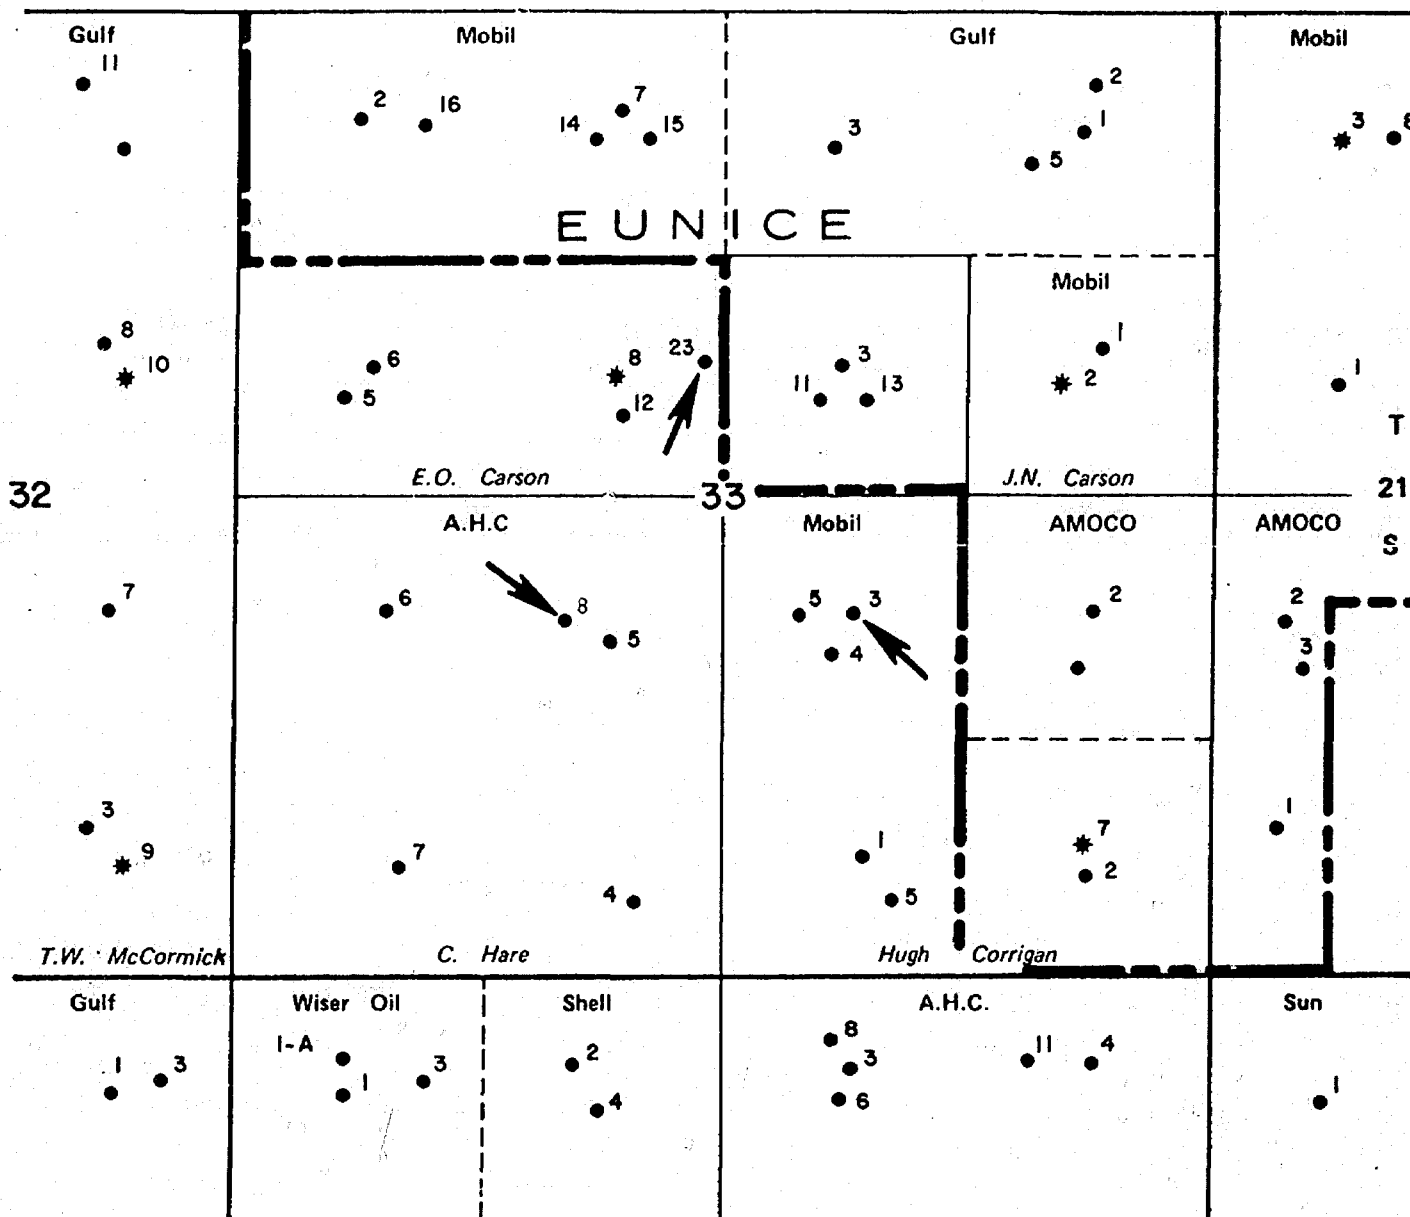 Gulf Mobil Gulf Mobil
11
2 16 7 14 15 3 2 1 5 3 8
EUNICE
Mobil
8 10 6 5 8 12 23 3 11 13 1 2 1
T
E.O. Carson J.N. Carson
32 33 21
A.H.C Mobil AMOCO AMOCO
S
7 6 8 5 5 3 4 2 2 3
3 9 7 4 1 5 7 2 1
T.W. McCormick C. Hare Hugh Corrigan
Gulf Wiser Oil Shell A.H.C. Sun
1 3 1-A 1 3 2 4 8 3 6 11 4 1